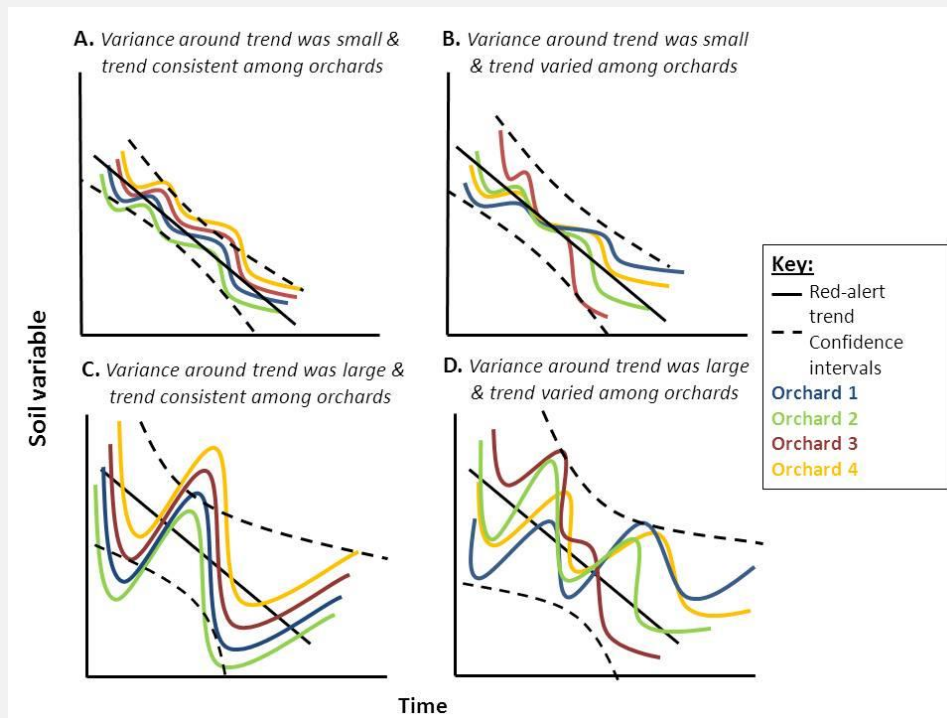 A. Variance around trend was small &
trend consistent among orchards
B. Variance around trend was small
& trend varied among orchards
C. Variance around trend was large &
trend consistent among orchards
D. Variance around trend was large
& trend varied among orchards
Soil variable
Time
Key:
Red-alert
trend
Confidence
intervals
Orchard 1
Orchard 2
Orchard 3
Orchard 4